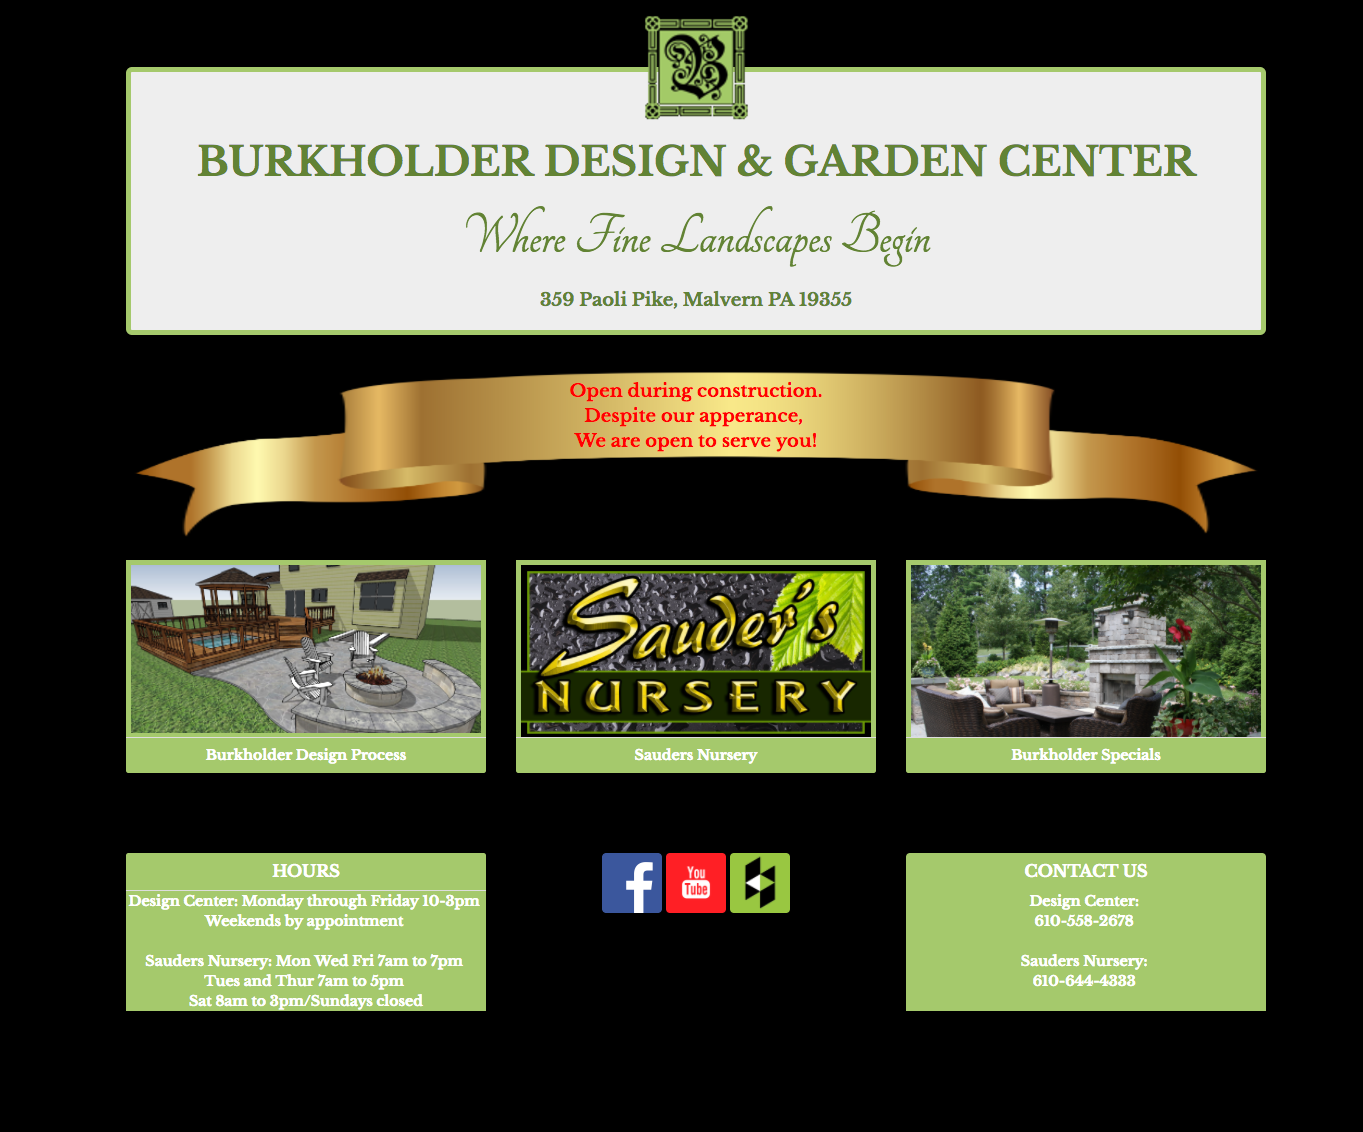 B
BURKHOLDER DESIGN & GARDEN CENTER
Where Fine Landscapes Begin
359 Paoli Pike, Malvern PA 19355
Open during construction.
Despite our apperance,
We are open to serve you!
Sauder's
NURSERY
Burkholder Design Process
Sauders Nursery
Burkholder Specials
HOURS
Design Center: Monday through Friday 10-3pm
Weekends by appointment
Sauders Nursery: Mon Wed Fri 7am to 7pm
Tues and Thur 7am to 5pm
Sat 8am to 3pm/Sundays closed
f
You
Tube
CONTACT US
Design Center:
610-558-2678
Sauders Nursery:
610-644-4333